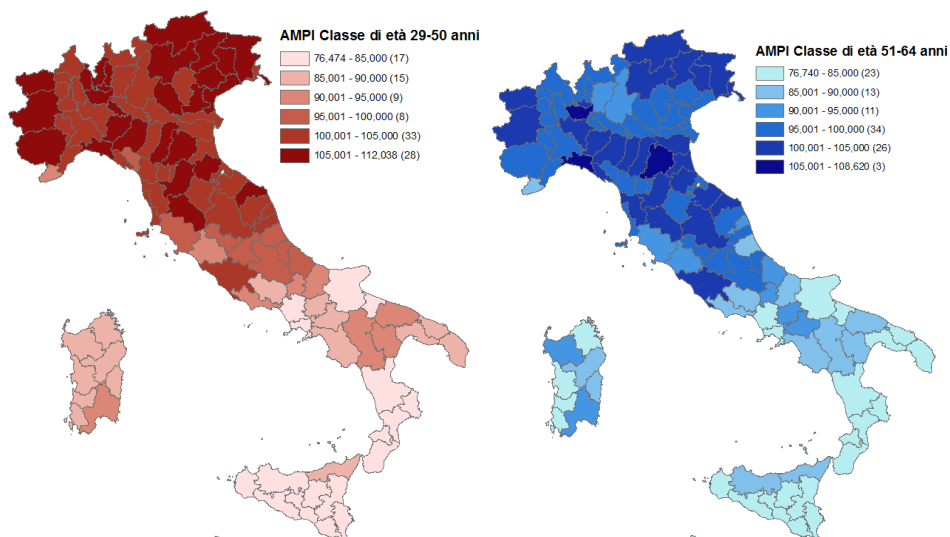 AMPI Classe di età 29-50 anni
76,474 - 85,000 (17)
85,001 - 90,000 (15)
90,001 - 95,000 (9)
95,001 - 100,000 (8)
100,001 - 105,000 (33)
105,001 - 112,038 (28)
AMPI Classe di età 51-64 anni
76,740 - 85,000 (23)
85,001 - 90,000 (13)
90,001 - 95,000 (11)
95,001 - 100,000 (34)
100,001 - 105,000 (26)
105,001 - 108,620 (3)